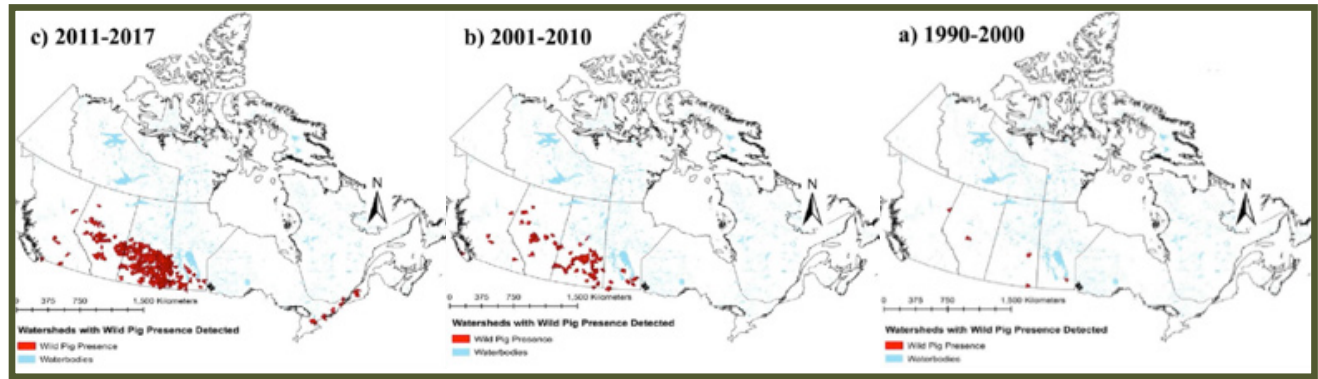 c) 2011-2017
N
0 375 750 1,500 Kilometers
Watersheds with Wild Pig Presence Detected
Wild Pig Presence
Waterbodies
b) 2001-2010
N
0 375 750 1,500 Kilometers
Watersheds with Wild Pig Presence Detected
Wild Pig Presence
Waterbodies
a) 1990-2000
N
0 375 750 1,500 Kilometers
Watersheds with Wild Pig Presence Detected
Wild Pig Presence
Waterbodies